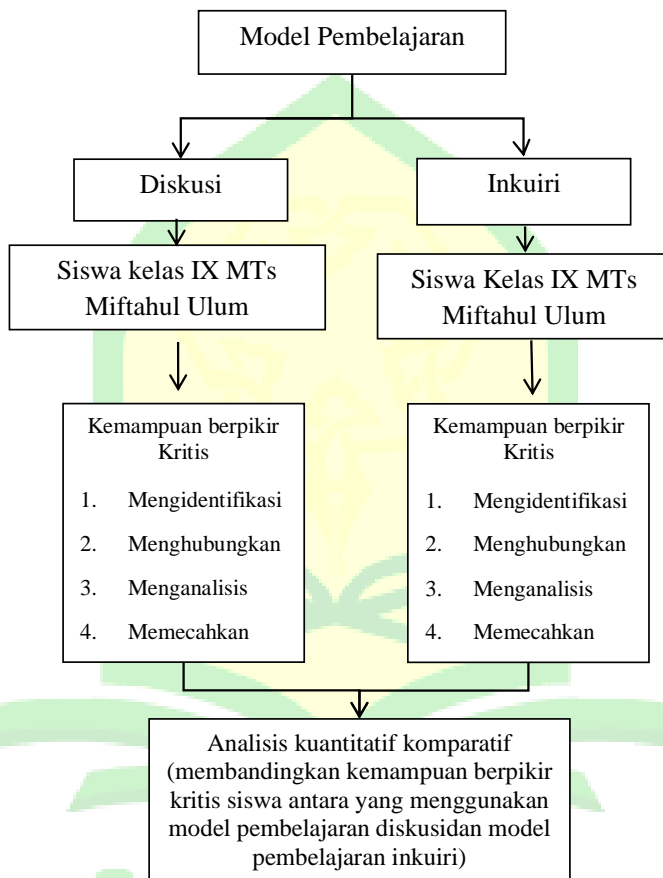 Model Pembelajaran
Diskusi
Inkuiri
Siswa kelas IX MTs
Miftahul Ulum
Siswa Kelas IX MTs
Miftahul Ulum
Kemampuan berpikir
Kritis
1. Mengidentifikasi
2. Menghubungkan
3. Menganalisis
4. Memecahkan
Kemampuan berpikir
Kritis
1. Mengidentifikasi
2. Menghubungkan
3. Menganalisis
4. Memecahkan
Analisis kuantitatif komparatif
(membandingkan kemampuan berpikir
kritis siswa antara yang menggunakan
model pembelajaran diskusidan model
pembelajaran inkuiri)